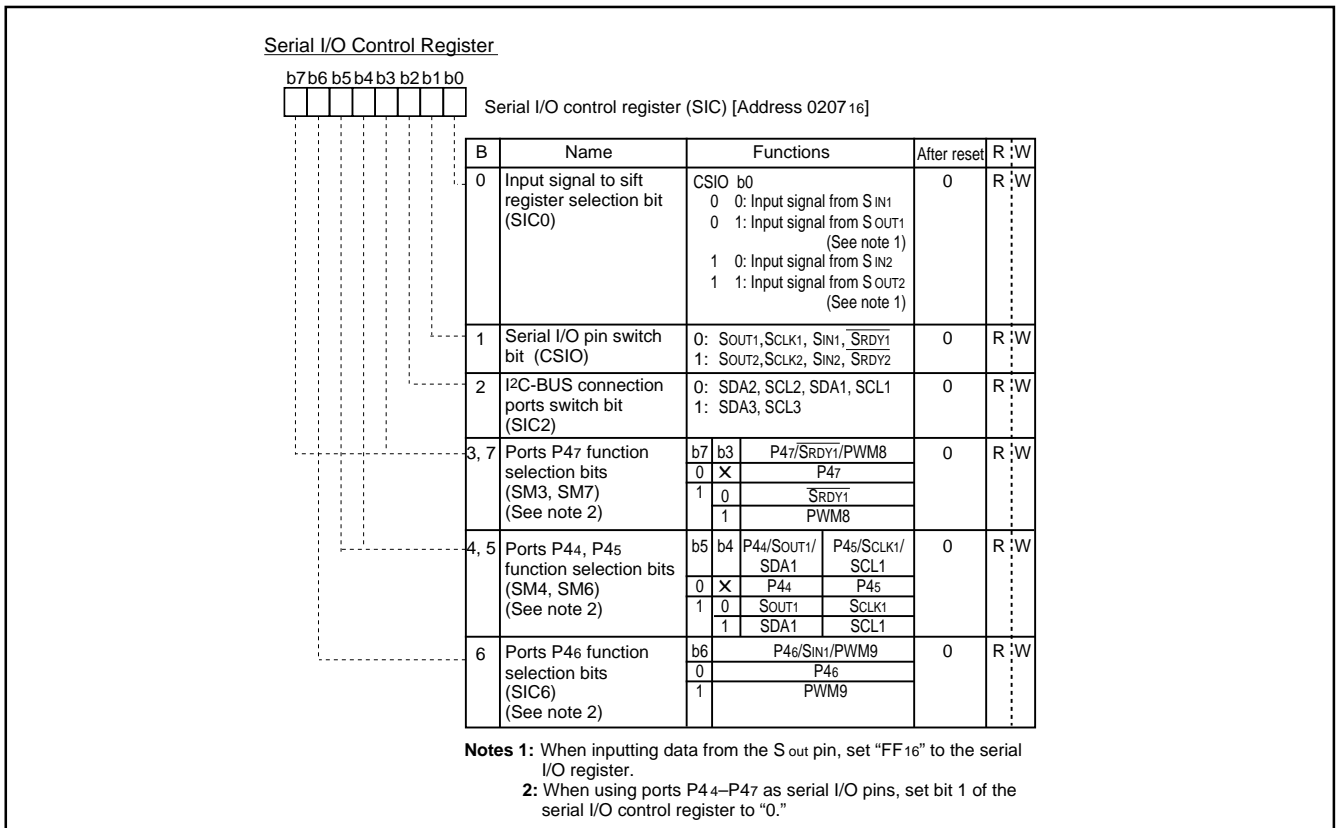 Serial I/O Control Register
b7 b6 b5 b4 b3 b2 b1 b0
Serial I/O control register (SIC) [Address 020716]
B Name Functions After reset R W
0 Input signal to sift register selection bit (SIC0) CSIO b0 0 R W
0 0: Input signal from SIN1
0 1: Input signal from SOUT1
(See note 1)
1 0: Input signal from SIN2
1 1: Input signal from SOUT2
(See note 1)
1 Serial I/O pin switch bit (CSIO) 0: SOUT1,SCLK1, SIN1, SRDY1 0 R W
1: SOUT2,SCLK2, SIN2, SRDY2
2 I2C-BUS connection ports switch bit (SIC2) 0: SDA2, SCL2, SDA1, SCL1 0 R W
1: SDA3, SCL3
3, 7 Ports P47 function selection bits (SM3, SM7) (See note 2) b7 b3 P47/SRDY1/PWM8 0 R W
0 X P47
1 0 SRDY1
1 PWM8
4, 5 Ports P44, P45 function selection bits (SM4, SM6) (See note 2) b5 b4 P44/SOUT1/SDA1 P45/SCLK1/SCL1 0 R W
0 X P44 P45
1 0 SOUT1 SCLK1
1 SDA1 SCL1
6 Ports P46 function selection bits (SIC6) (See note 2) b6 P46/SIN1/PWM9 0 R W
0 P46
1 PWM9
Notes 1: When inputting data from the Sout pin, set “FF16” to the serial
I/O register.
2: When using ports P44–P47 as serial I/O pins, set bit 1 of the
serial I/O control register to “0.”